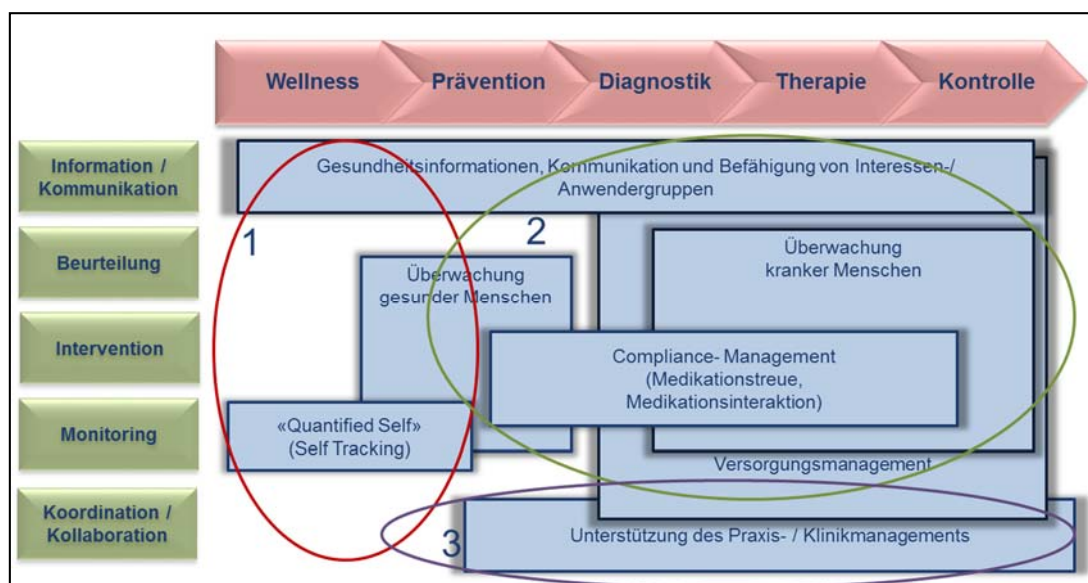 Wellness
Prävention
Diagnostik
Therapie
Kontrolle
Information /
Kommunikation
Gesundheitsinformationen, Kommunikation und Befähigung von Interessen-/
Anwendergruppen
1
2
Beurteilung
Überwachung
gesunder Menschen
Überwachung
kranker Menschen
Intervention
Compliance- Management
(Medikationstreue,
Medikationsinteraktion)
Monitoring
«Quantified Self»
(Self Tracking)
Versorgungsmanagement
Koordination /
Kollaboration
3
Unterstützung des Praxis- / Klinikmanagements